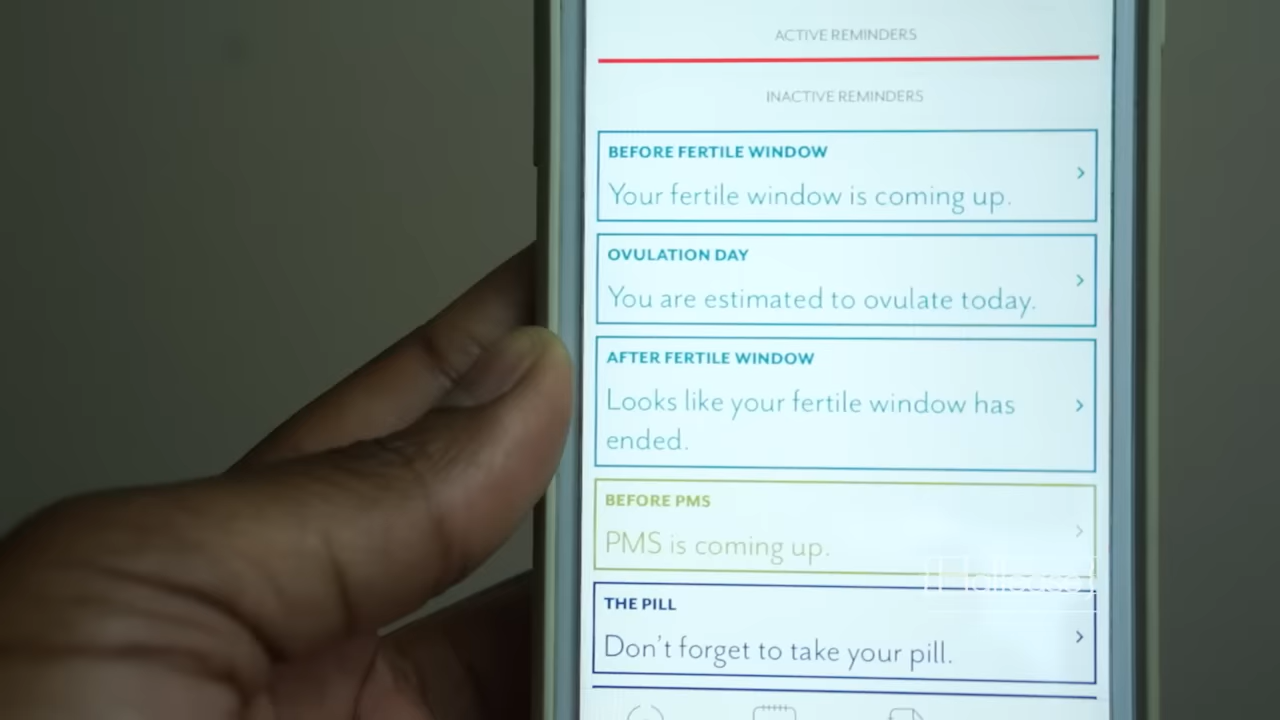 ACTIVE REMINDERS
INACTIVE REMINDERS
BEFORE FERTILE WINDOW
Your fertile window is coming up.
OVULATION DAY
You are estimated to ovulate today.
AFTER FERTILE WINDOW
Looks like your fertile window has
ended.
BEFORE PMS
PMS is coming up.
THE PILL
Don't forget to take your pill.